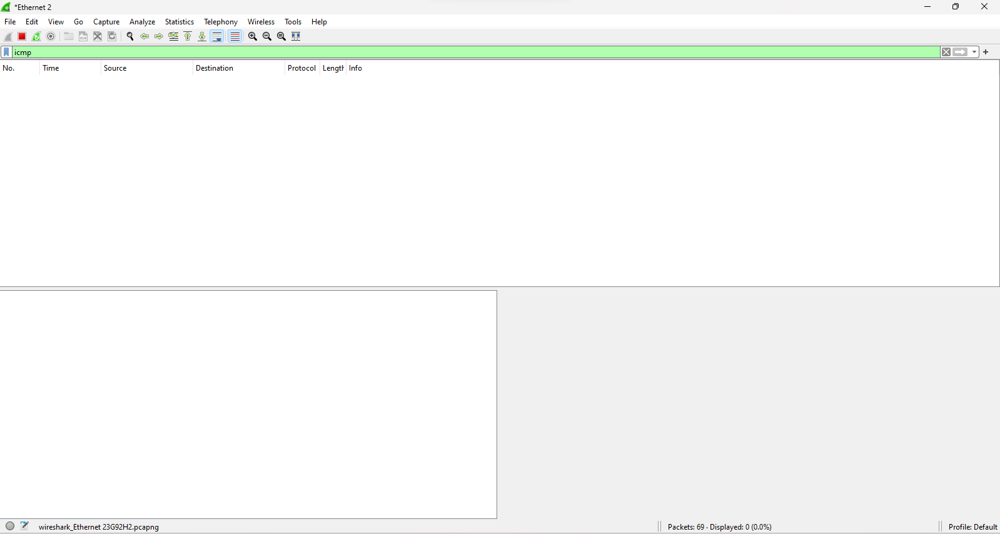 *Ethernet 2
File Edit View Go Capture Analyze Statistics Telephony Wireless Tools Help
icmp
No. Time Source Destination Protocol Length Info
wireshark_Ethernet 23G92H2.pcapng Packets: 69 · Displayed: 0 (0.0%) Profile: Default